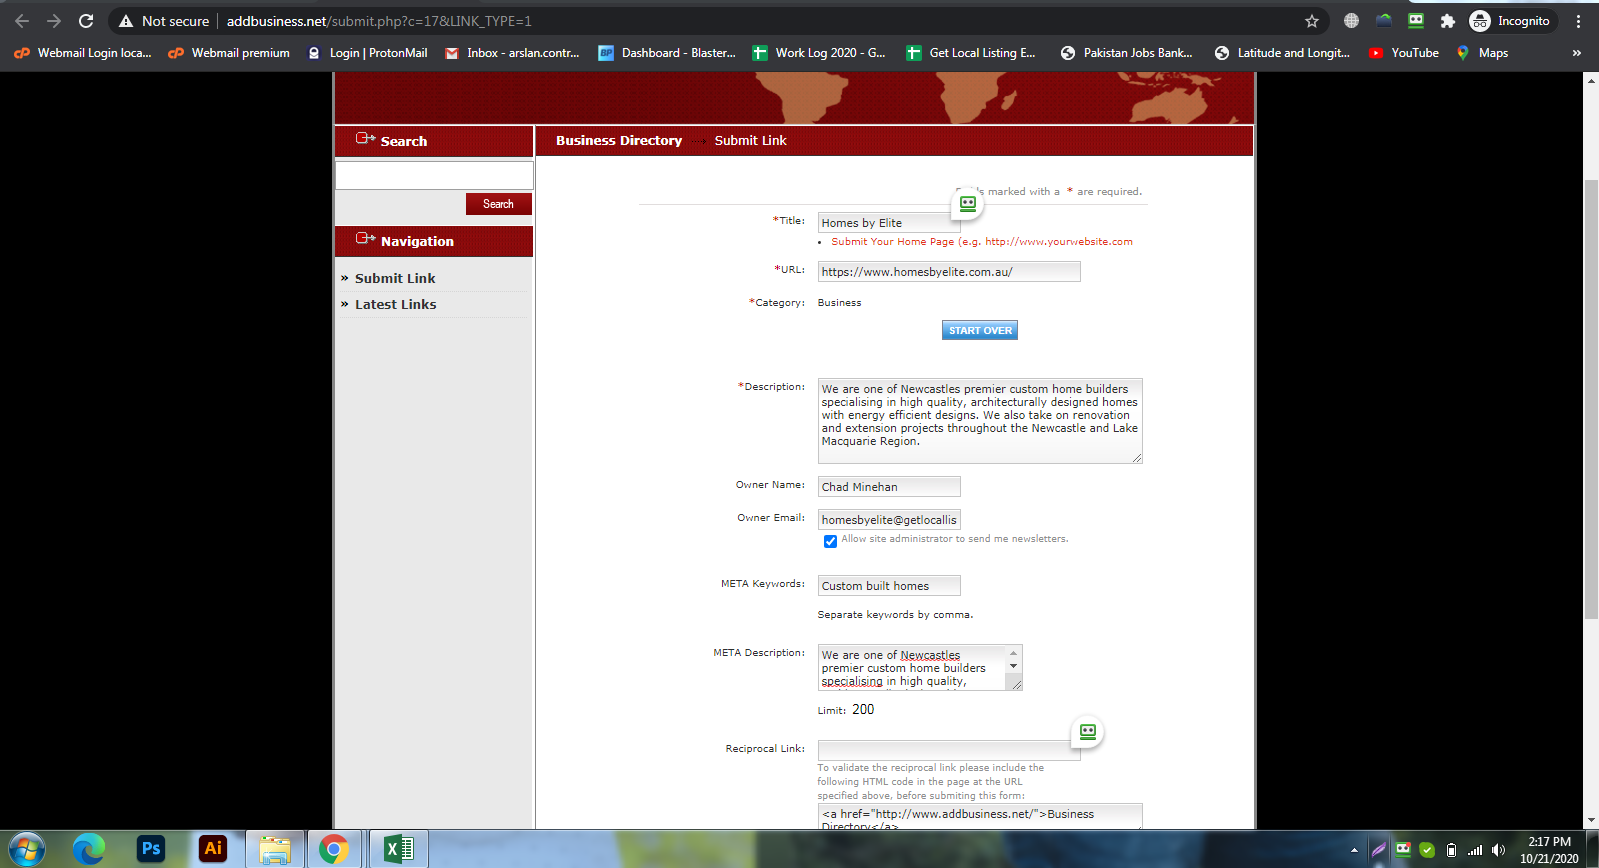 Not secure
addbusiness.net/submit.php?c=17&LINK_TYPE=1
Incognito
Webmail Login loca...
Webmail premium
Login | ProtonMail
Inbox - arslan.contr...
BP
Dashboard - Blaster...
Work Log 2020 - G...
Get Local Listing E...
Pakistan Jobs Bank...
Latitude and Longit...
YouTube
Maps
»
Search
Search
Navigation
» Submit Link
» Latest Links
Business Directory
Submit Link
marked with a * are required.
*Title:
Homes by Elite
• Submit Your Home Page (e.g. http://www.yourwebsite.com
*URL:
https://www.homesbyelite.com.au/
*Category:
Business
START OVER
*Description:
We are one of Newcastles premier custom home builders
specialising in high quality, architecturally designed homes
with energy efficient designs. We also take on renovation
and extension projects throughout the Newcastle and Lake
Macquarie Region.
Owner Name:
Chad Minehan
Owner Email:
homesbyelite@getlocallis
Allow site administrator to send me newsletters.
META Keywords:
Custom built homes
Separate keywords by comma.
META Description:
We are one of Newcastles
premier custom home builders
specialising in high quality,
Limit: 200
Reciprocal Link:
To validate the reciprocal link please include the
following HTML code in the page at the URL
specified above, before submiting this form:
<a href="http://www.addbusiness.net/">Business
Directory</a>
Ps
Ai
2:17 PM
10/21/2020